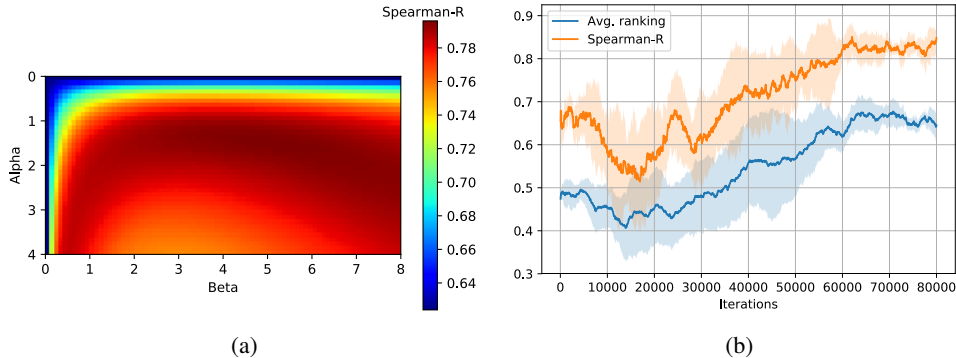 Spearman-R
0
1
2
3
4
Alpha
0 1 2 3 4 5 6 7 8
Beta
0.78
0.76
0.74
0.72
0.70
0.68
0.66
0.64
(a)
Avg. ranking
Spearman-R
0.9
0.8
0.7
0.6
0.5
0.4
0.3
0 10000 20000 30000 40000 50000 60000 70000 80000
Iterations
(b)